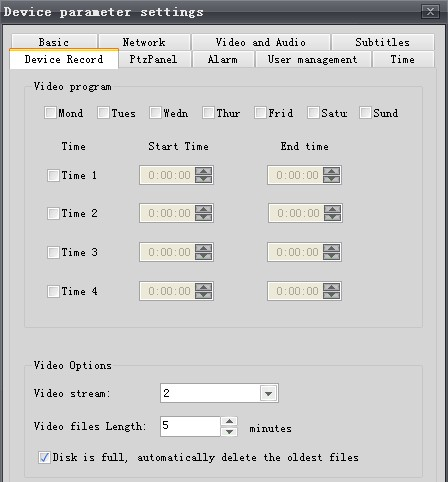 Device parameter settings
Basic Network Video and Audio Subtitles
Device Record PtzPanel Alarm User management Time
Video program
Mond Tues Wedn Thur Frid Satu Sund
Time Start Time End time
Time 1 0:00:00 0:00:00
Time 2 0:00:00 0:00:00
Time 3 0:00:00 0:00:00
Time 4 0:00:00 0:00:00
Video Options
Video stream: 2
Video files Length: 5 minutes
Disk is full, automatically delete the oldest files